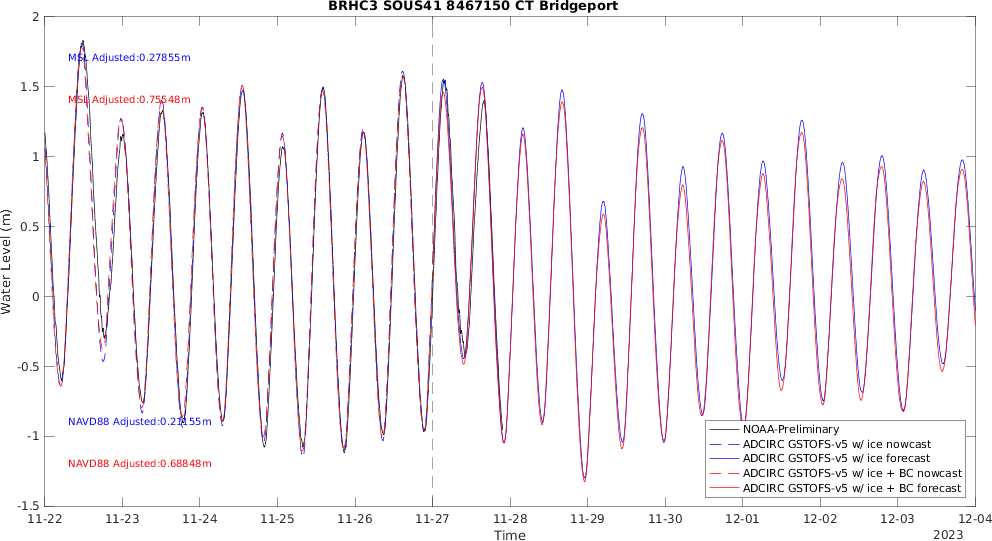 BRHC3 SOUS41 8467150 CT Bridgeport
2
MSL Adjusted:0.27855m
1.5
MSL Adjusted:0.75548m
1
0.5
Water Level (m)
0
-0.5
NAVD88 Adjusted:0.21155m
-1
NAVD88 Adjusted:0.68848m
-1.5
NOAA-Preliminary
ADCIRC GSTOFS-v5 w/ ice nowcast
ADCIRC GSTOFS-v5 w/ ice forecast
ADCIRC GSTOFS-v5 w/ ice + BC nowcast
ADCIRC GSTOFS-v5 w/ ice + BC forecast
11-22 11-23 11-24 11-25 11-26 11-27 11-28 11-29 11-30 12-01 12-02 12-03 12-04
Time
2023